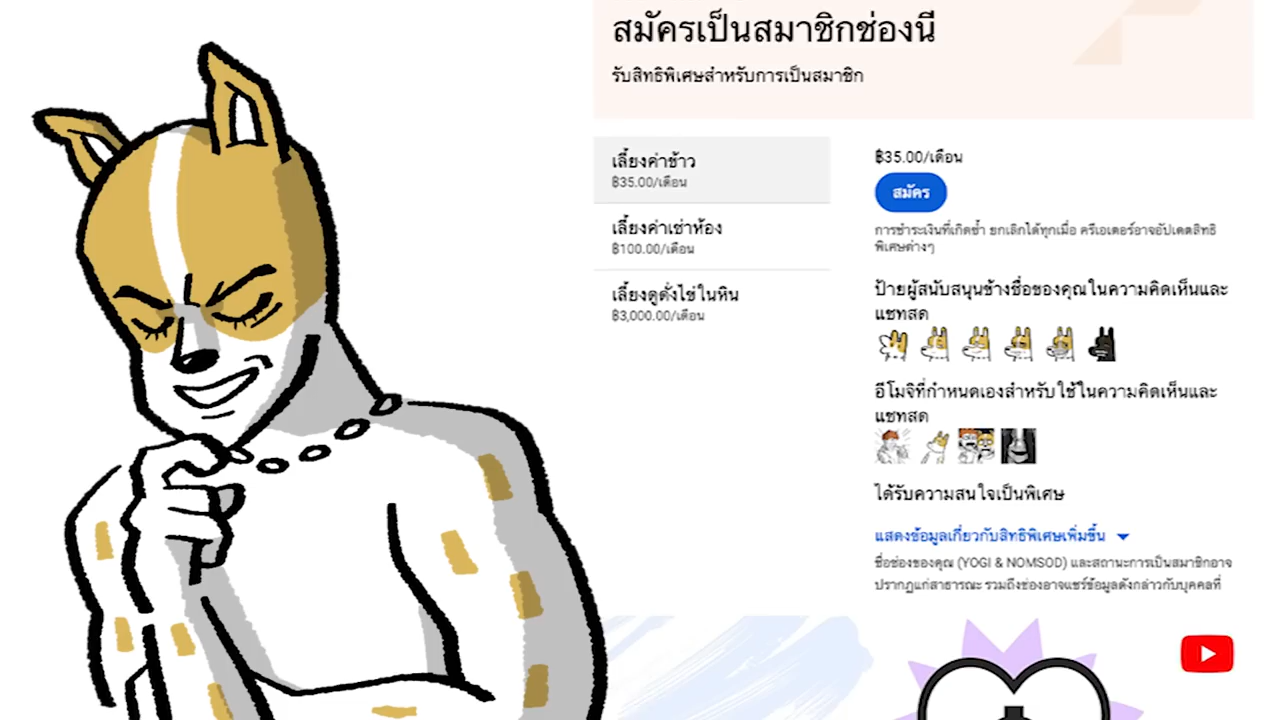 สมัครเป็นสมาชิกช่องนี้
รับสิทธิพิเศษสำหรับการเป็นสมาชิก
เลี้ยงค่าข้าว
฿35.00/เดือน
เลี้ยงค่าเช่าห้อง
฿100.00/เดือน
เลี้ยงดูดั่งไข่ในหิน
฿3,000.00/เดือน
฿35.00/เดือน
สมัคร
การชำระเงินที่เกิดซ้ำ ยกเลิกได้ทุกเมื่อ ครีเอเตอร์อาจอัปเดตสิทธิ
พิเศษต่างๆ
ป้ายผู้สนับสนุนข้างชื่อของคุณในความคิดเห็นและ
แชทสด
อีโมจิที่กำหนดเองสำหรับใช้ในความคิดเห็นและ
แชทสด
ได้รับความสนใจเป็นพิเศษ
แสดงข้อมูลเกี่ยวกับสิทธิพิเศษเพิ่มขึ้น
ชื่อช่องของคุณ (YOGI & NOMSOD) และสถานะการเป็นสมาชิกอาจ
ปรากฏแก่สาธารณะ รวมถึงช่องอาจแชร์ข้อมูลดังกล่าวกับบุคคลที่